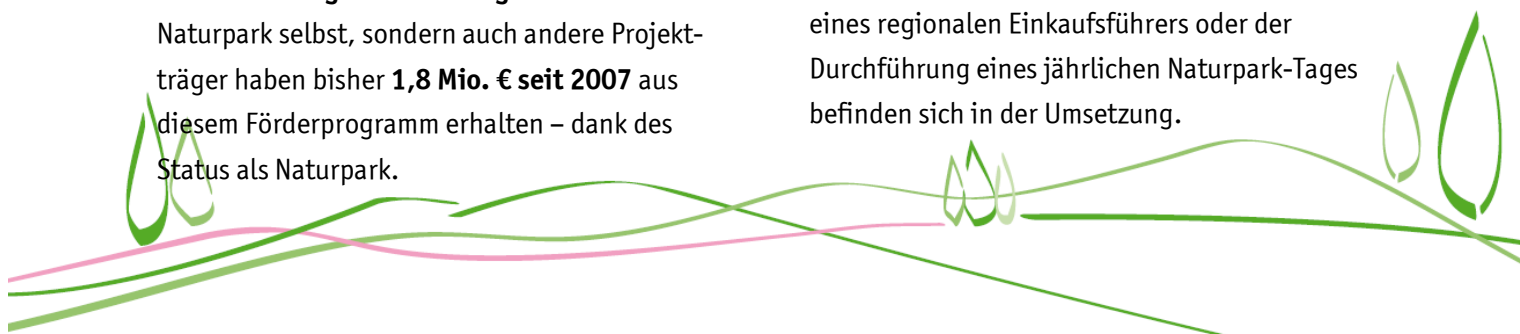 Naturpark selbst, sondern auch andere Projekt-
träger haben bisher 1,8 Mio. € seit 2007 aus
diesem Förderprogramm erhalten – dank des
Status als Naturpark.
eines regionalen Einkaufsführers oder der
Durchführung eines jährlichen Naturpark-Tages
befinden sich in der Umsetzung.